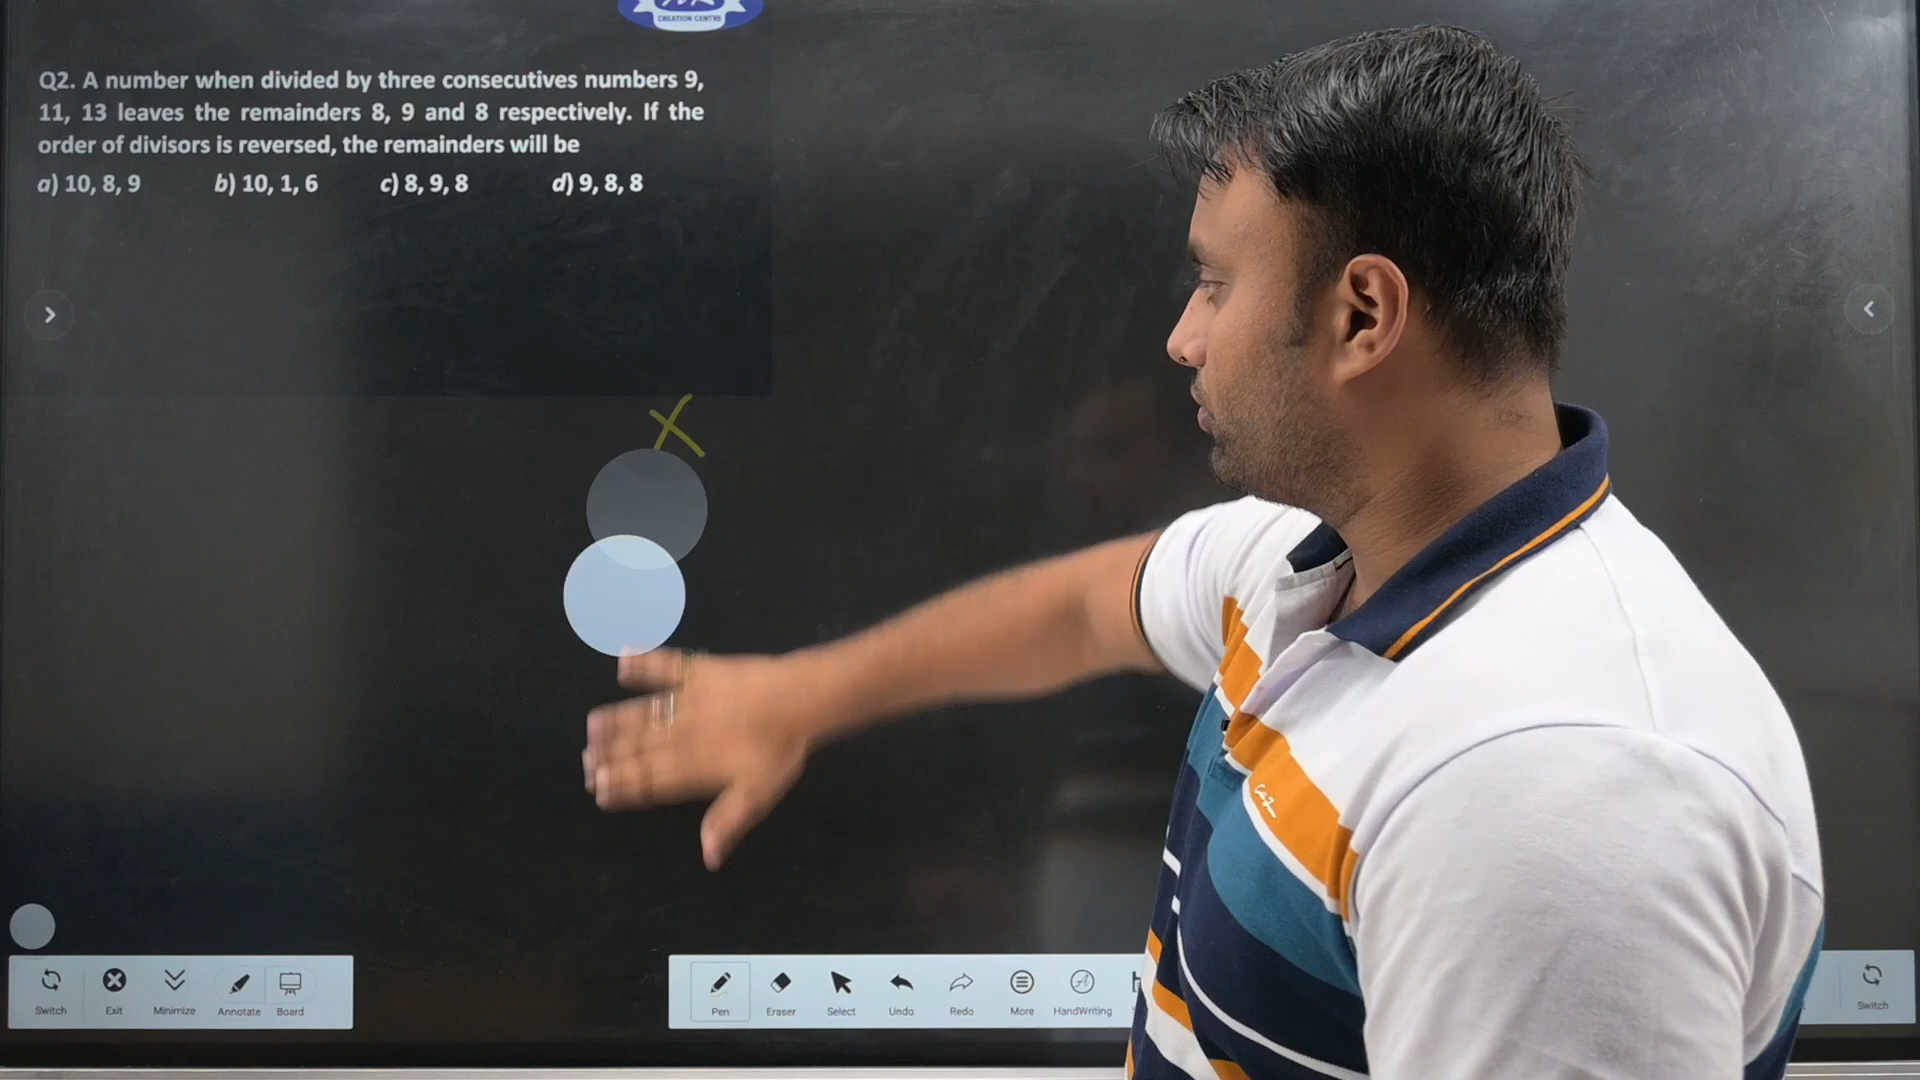 CREATION CENTRE
Q2. A number when divided by three consecutives numbers 9,
11, 13 leaves the remainders 8, 9 and 8 respectively. If the
order of divisors is reversed, the remainders will be
a) 10, 8, 9 b) 10, 1, 6 c) 8, 9, 8 d) 9, 8, 8
X
Switch Exit Minimize Annotate Board
Pen Eraser Select Undo Redo More HandWriting
Switch